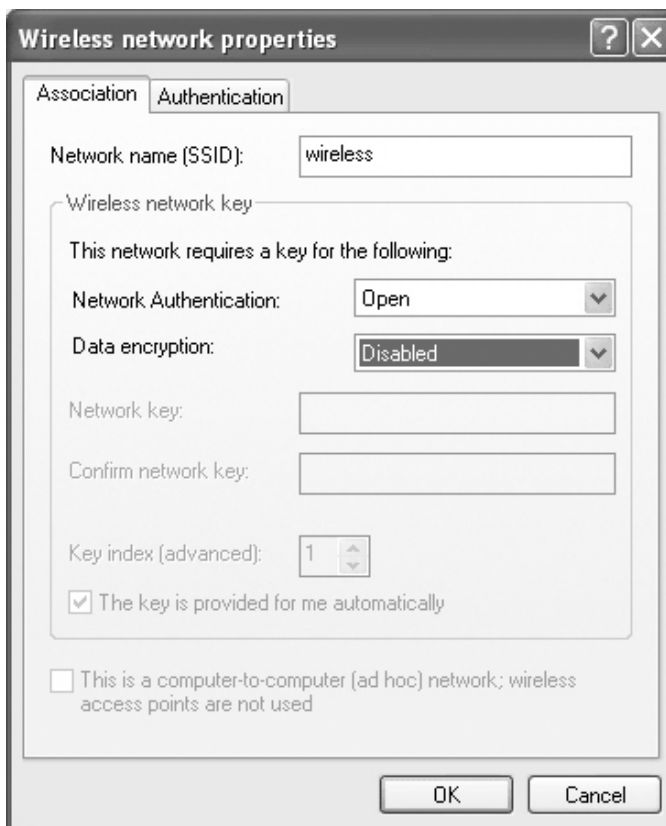 Wireless network properties
Association Authentication
Network name (SSID): wireless
Wireless network key
This network requires a key for the following:
Network Authentication: Open
Data encryption: Disabled
Network key:
Confirm network key:
Key index (advanced): 1
The key is provided for me automatically
This is a computer-to-computer (ad hoc) network; wireless
access points are not used
OK Cancel